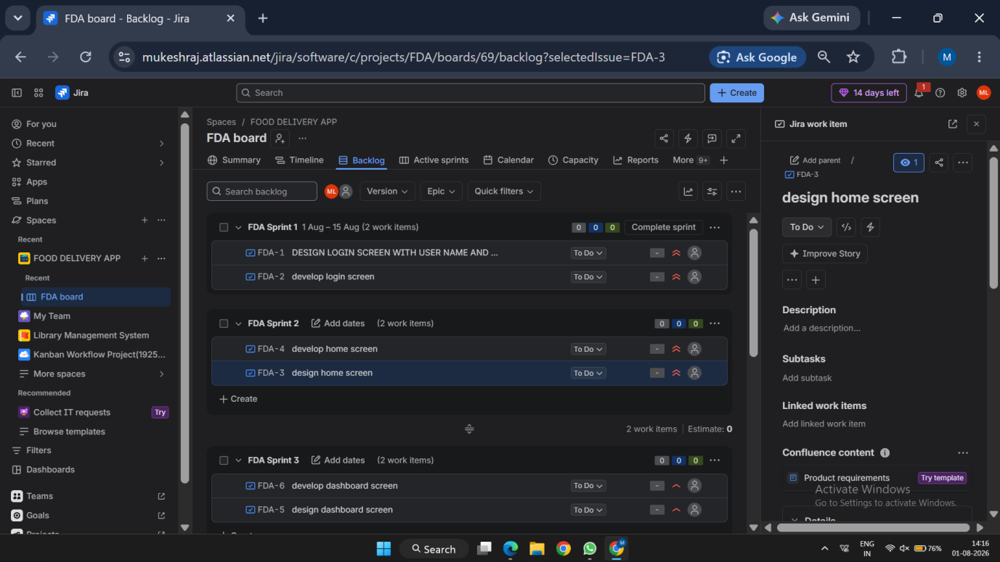 FDA board - Backlog - Jira
Ask Gemini
mukeshraj.atlassian.net/jira/software/c/projects/FDA/boards/69/backlog?selectedIssue=FDA-3
Ask Google
M
Jira
Search
Create
14 days left
1
ML
For you
Recent
Starred
Apps
Plans
Spaces
Recent
FOOD DELIVERY APP
Recent
FDA board
My Team
Library Management System
Kanban Workflow Project(1925...
More spaces
Recommended
Collect IT requests
Try
Browse templates
Filters
Dashboards
Teams
Goals
Projects
Spaces / FOOD DELIVERY APP
FDA board
Summary Timeline Backlog Active sprints Calendar Capacity Reports More 9+
Search backlog
ML
Version
Epic
Quick filters
FDA Sprint 1 1 Aug – 15 Aug (2 work items) 0 0 0 Complete sprint
FDA-1 DESIGN LOGIN SCREEN WITH USER NAME AND ... To Do -
FDA-2 develop login screen To Do -
FDA Sprint 2 Add dates (2 work items) 0 0 0
FDA-4 develop home screen To Do -
FDA-3 design home screen To Do -
Create
2 work items Estimate: 0
FDA Sprint 3 Add dates (2 work items) 0 0 0
FDA-6 develop dashboard screen To Do -
FDA-5 design dashboard screen To Do -
Jira work item
Add parent /
FDA-3
1
design home screen
To Do
Improve Story
Description
Add a description...
Subtasks
Add subtask
Linked work items
Add linked work item
Confluence content
Product requirements
Try template
Activate Windows
Go to Settings to activate Windows.
Details
Search
M
ENG
IN
76%
14:16
01-08-2026